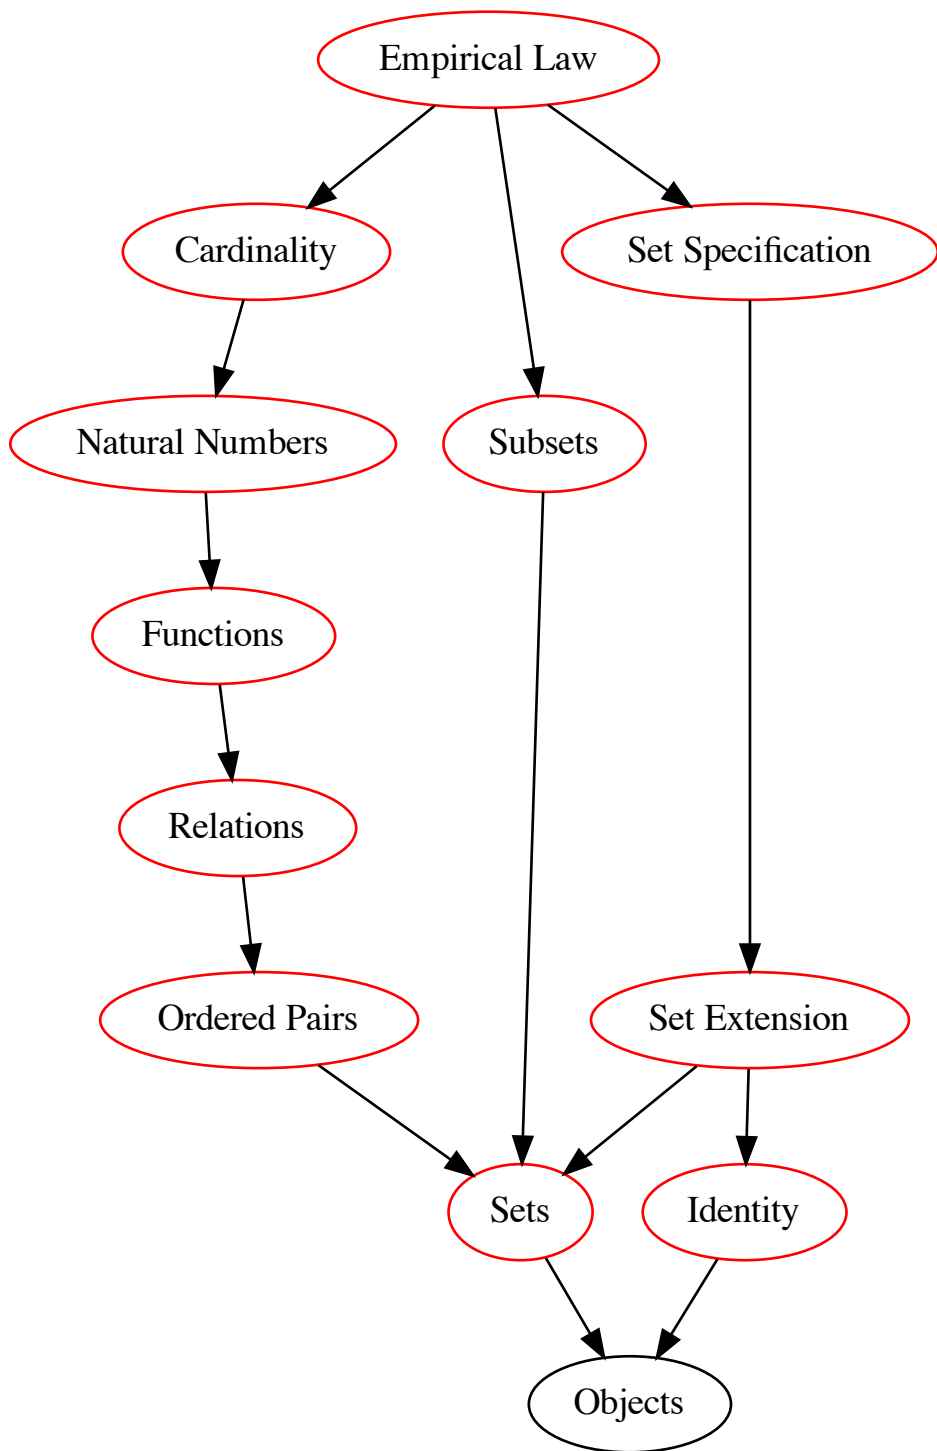 Empirical Law
Cardinality
Set Specification
Natural Numbers
Subsets
Functions
Relations
Ordered Pairs
Set Extension
Sets
Identity
Objects